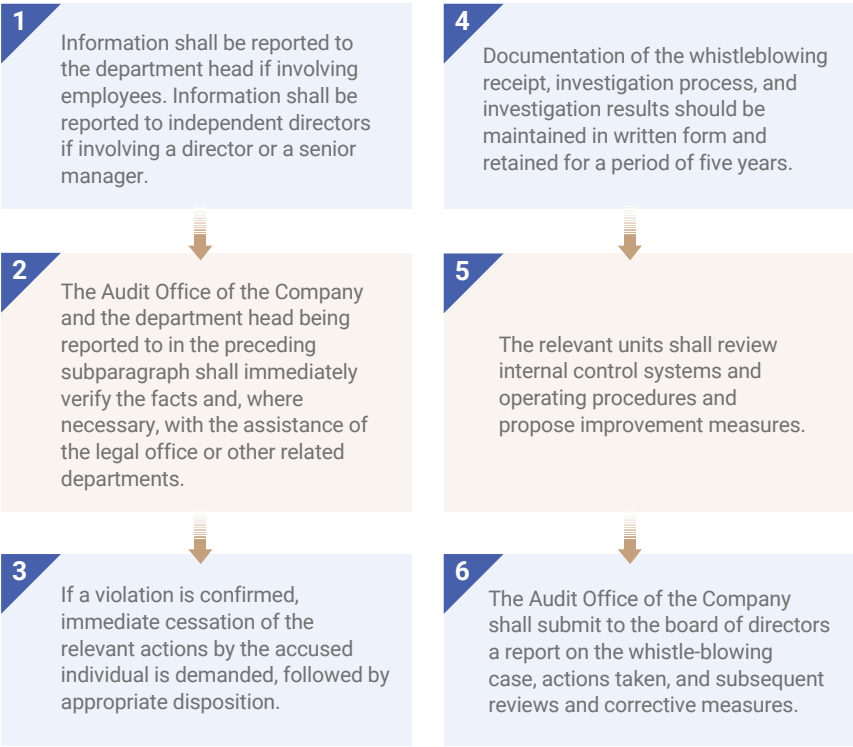 1
Information shall be reported to
the department head if involving
employees. Information shall be
reported to independent directors
if involving a director or a senior
manager.
2
The Audit Office of the Company
and the department head being
reported to in the preceding
subparagraph shall immediately
verify the facts and, where
necessary, with the assistance of
the legal office or other related
departments.
3
If a violation is confirmed,
immediate cessation of the
relevant actions by the accused
individual is demanded, followed by
appropriate disposition.
4
Documentation of the whistleblowing
receipt, investigation process, and
investigation results should be
maintained in written form and
retained for a period of five years.
5
The relevant units shall review
internal control systems and
operating procedures and
propose improvement measures.
6
The Audit Office of the Company
shall submit to the board of directors
a report on the whistle-blowing
case, actions taken, and subsequent
reviews and corrective measures.